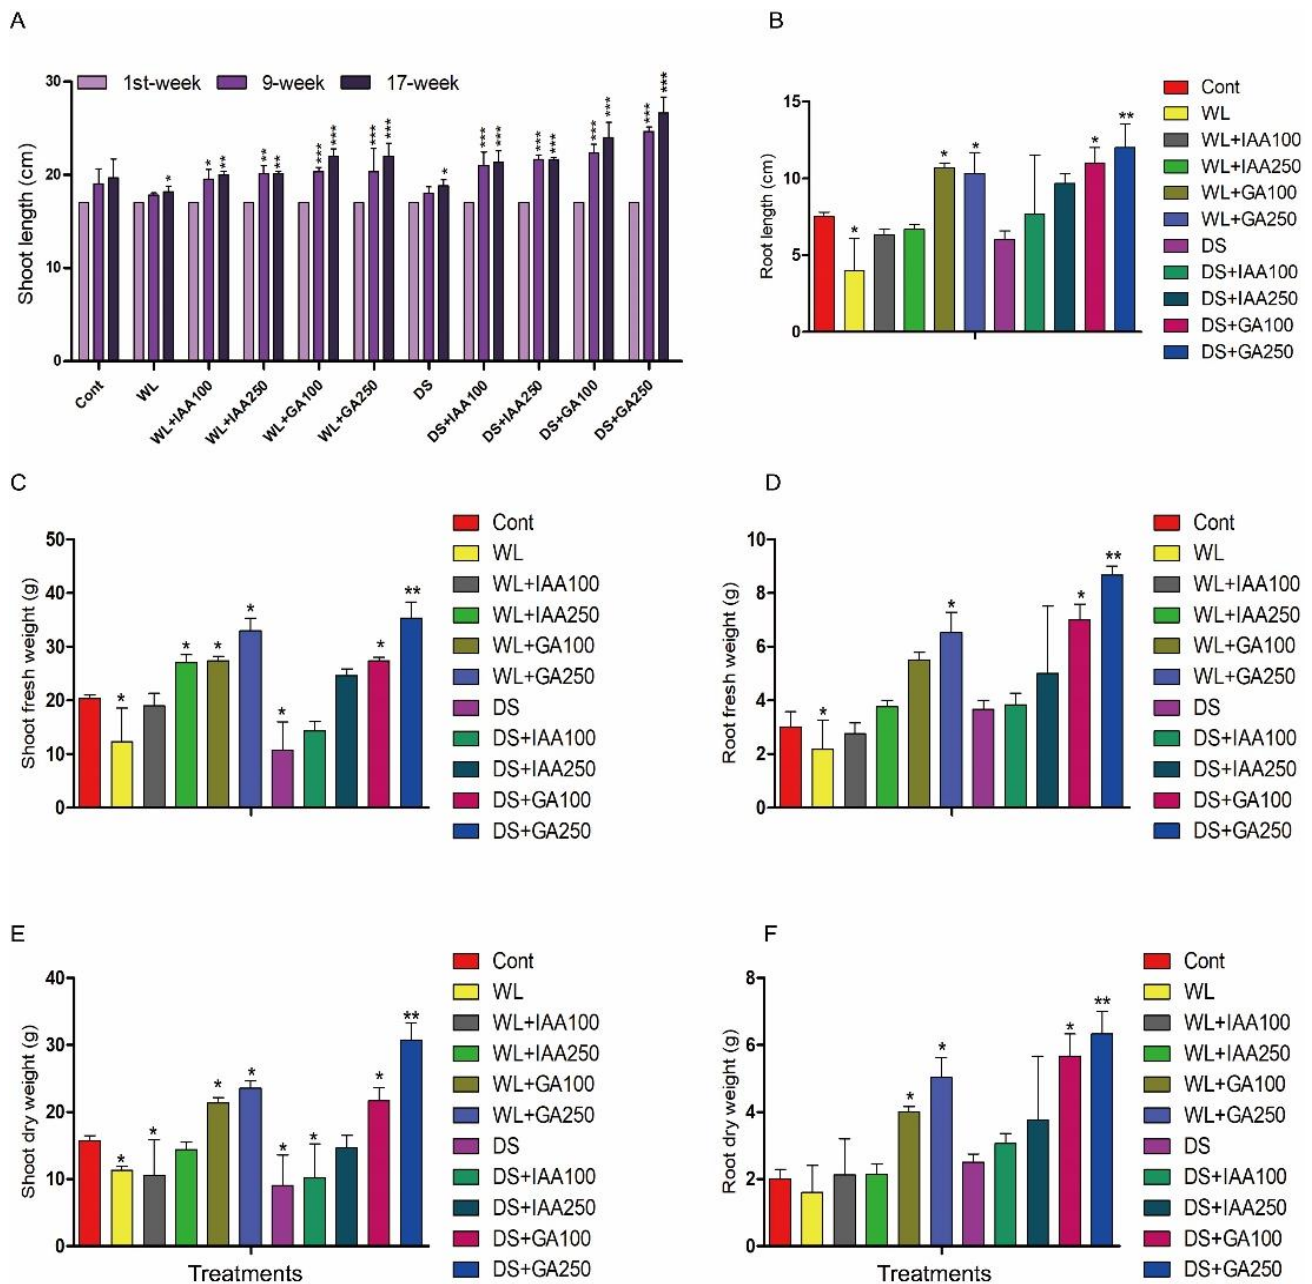 A
1st-week 9-week 17-week
Shoot length (cm)
30
20
10
0
* * ** ** ** *** *** *** *** * *** *** *** *** *** *** *** ***
Cont WL WL+IAA100 WL+IAA250 WL+GA100 WL+GA250 DS DS+IAA100 DS+IAA250 DS+GA100 DS+GA250
B
Root length (cm)
15
10
5
0
* * * * **
Cont
WL
WL+IAA100
WL+IAA250
WL+GA100
WL+GA250
DS
DS+IAA100
DS+IAA250
DS+GA100
DS+GA250
C
Shoot fresh weight (g)
50
40
30
20
10
0
* * * * * * **
Cont
WL
WL+IAA100
WL+IAA250
WL+GA100
WL+GA250
DS
DS+IAA100
DS+IAA250
DS+GA100
DS+GA250
D
Root fresh weight (g)
10
8
6
4
2
0
* * * **
Cont
WL
WL+IAA100
WL+IAA250
WL+GA100
WL+GA250
DS
DS+IAA100
DS+IAA250
DS+GA100
DS+GA250
E
Shoot dry weight (g)
40
30
20
10
0
* * * * * * * **
Treatments
Cont
WL
WL+IAA100
WL+IAA250
WL+GA100
WL+GA250
DS
DS+IAA100
DS+IAA250
DS+GA100
DS+GA250
F
Root dry weight (g)
8
6
4
2
0
* * * **
Treatments
Cont
WL
WL+IAA100
WL+IAA250
WL+GA100
WL+GA250
DS
DS+IAA100
DS+IAA250
DS+GA100
DS+GA250